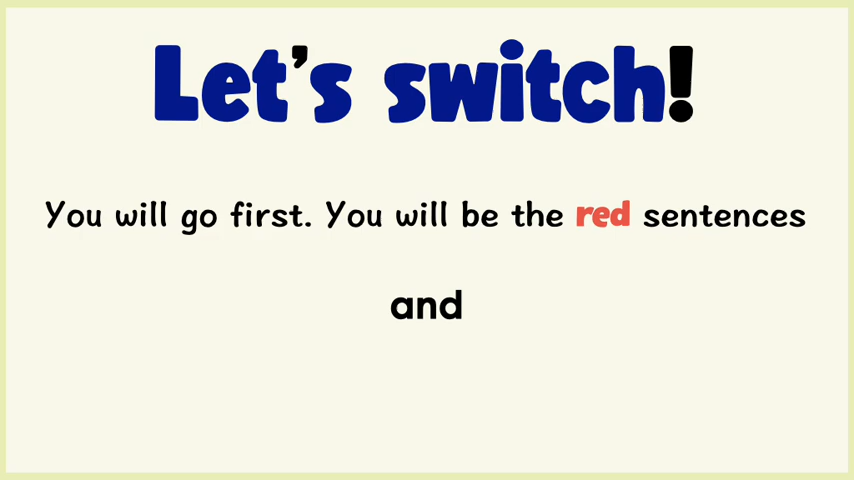 Let's switch!
You will go first. You will be the red sentences
and